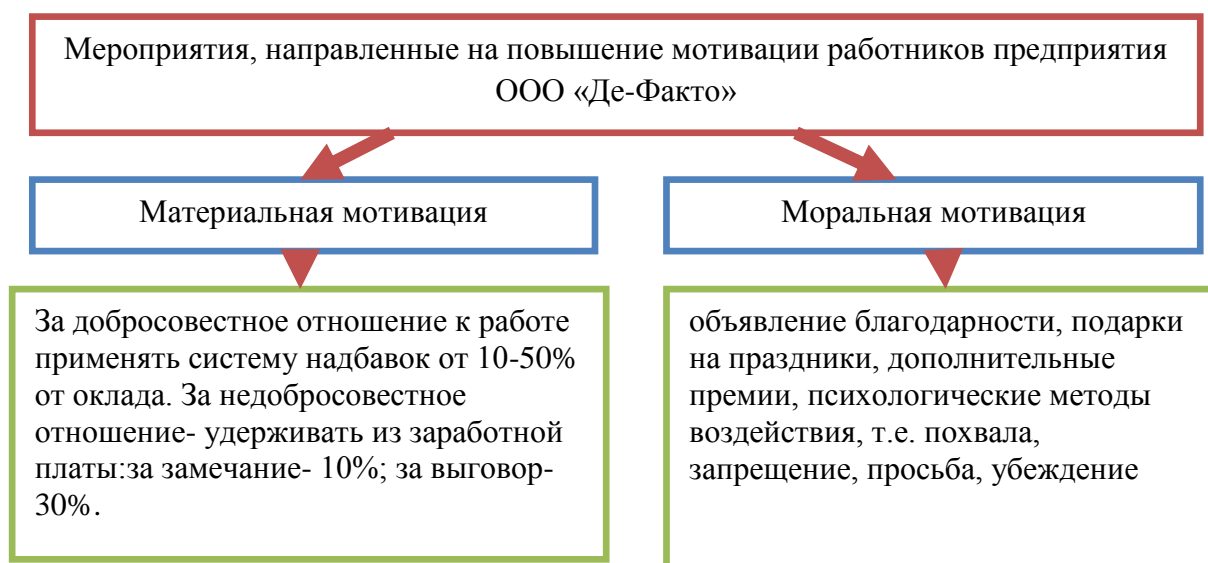 Мероприятия, направленные на повышение мотивации работников предприятия
ООО «Де-Факто»
Материальная мотивация
Моральная мотивация
За добросовестное отношение к работе
применять систему надбавок от 10-50%
от оклада. За недобросовестное
отношение- удерживать из заработной
платы:за замечание- 10%; за выговор-
30%.
объявление благодарности, подарки
на праздники, дополнительные
премии, психологические методы
воздействия, т.е. похвала,
запрещение, просьба, убеждение